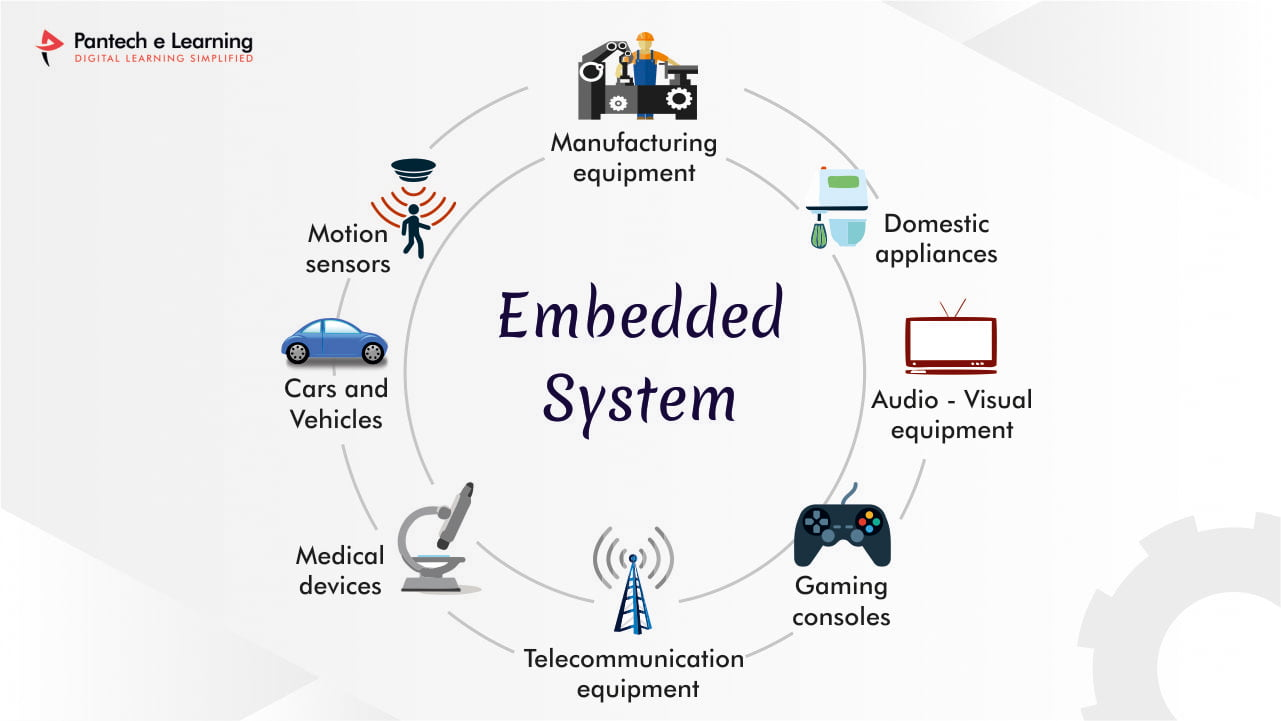 Pantech e Learning
DIGITAL LEARNING SIMPLIFIED
Manufacturing
equipment
Motion
sensors
Domestic
appliances
Embedded
System
Cars and
Vehicles
Audio - Visual
equipment
Medical
devices
Gaming
consoles
Telecommunication
equipment